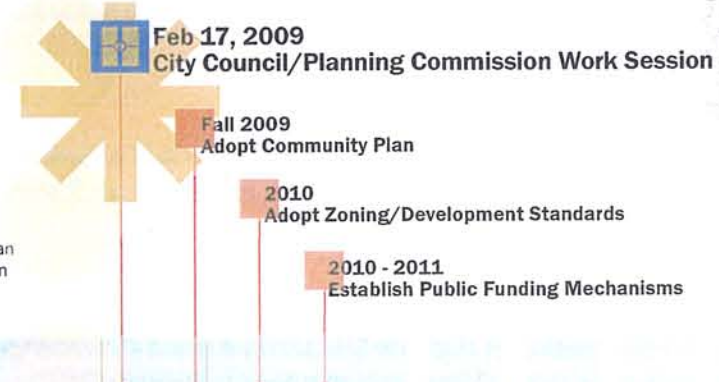 Feb 17, 2009
City Council/Planning Commission Work Session
Fall 2009
Adopt Community Plan
2010
Adopt Zoning/Development Standards
an
n
2010 - 2011
Establish Public Funding Mechanisms